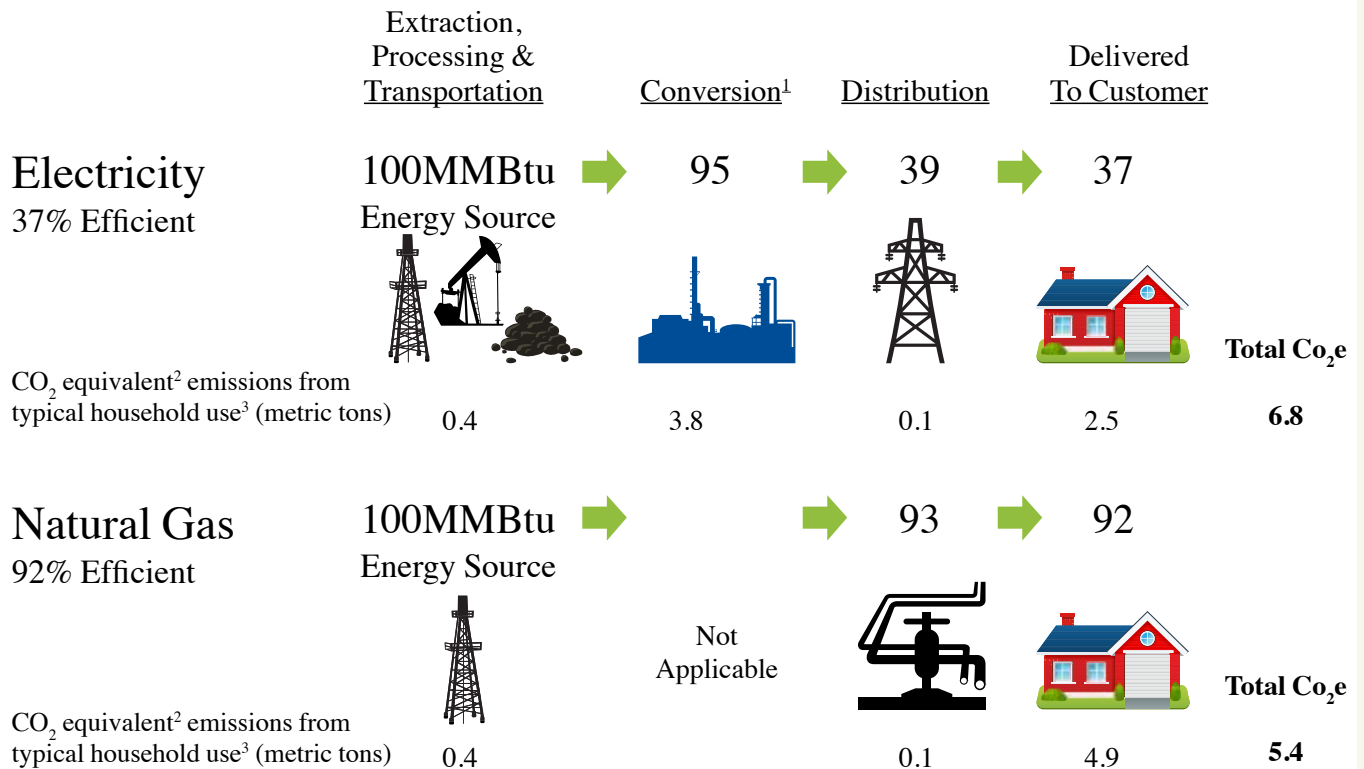 Extraction,
Processing &
Transportation
Conversion¹
Distribution
Delivered
To Customer
Electricity
37% Efficient
100MMBtu
Energy Source
95
39
37
CO₂ equivalent² emissions from
typical household use³ (metric tons)
0.4
3.8
0.1
2.5
Total Co₂e
6.8
Natural Gas
92% Efficient
100MMBtu
Energy Source
Not
Applicable
93
92
CO₂ equivalent² emissions from
typical household use³ (metric tons)
0.4
0.1
4.9
Total Co₂e
5.4